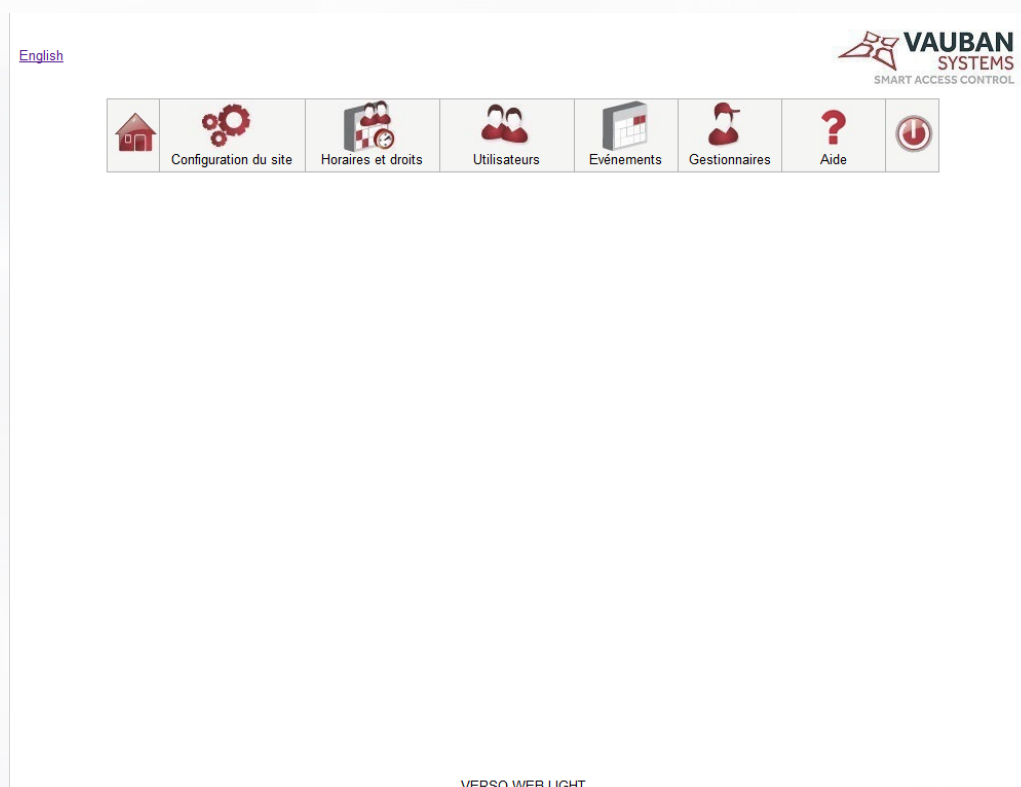 English
VAUBAN
SYSTEMS
SMART ACCESS CONTROL
Configuration du site
Horaires et droits
Utilisateurs
Evénements
Gestionnaires
Aide
VERSO WEB LIGHT